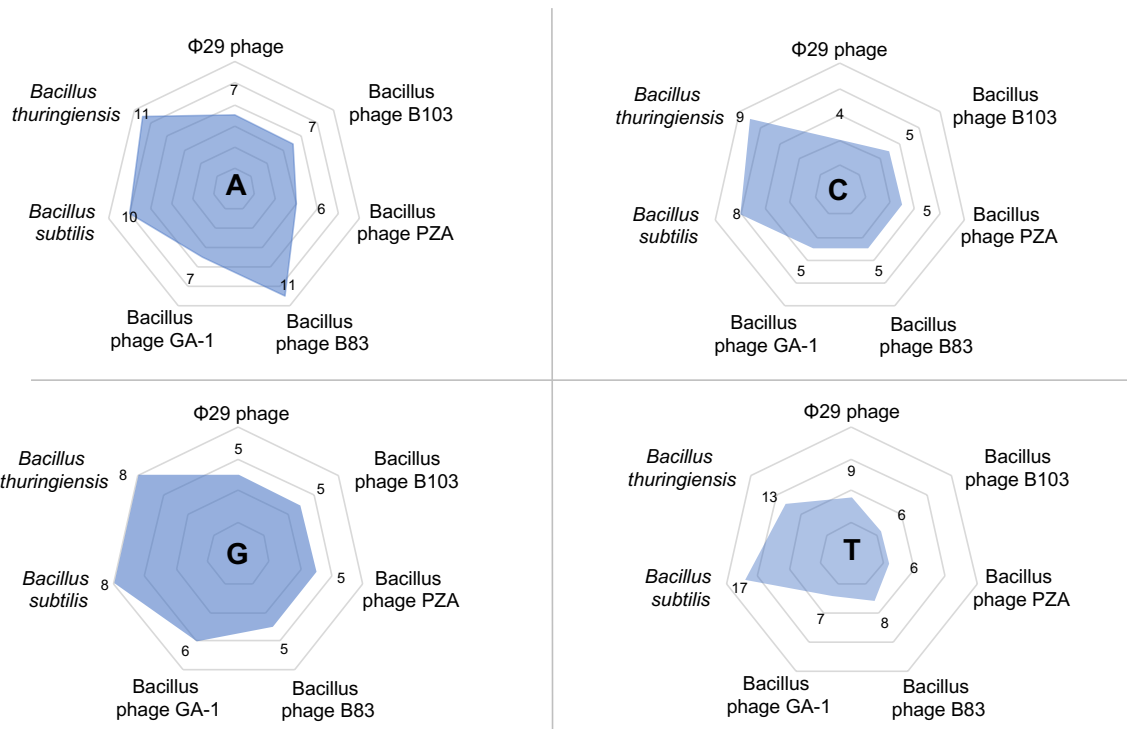 Φ29 phage
Bacillus
thuringiensis
Bacillus
phage B103
7
11
7
A
6
Bacillus
subtilis
10
Bacillus
phage PZA
7
11
Bacillus
phage GA-1
Bacillus
phage B83
Φ29 phage
Bacillus
thuringiensis
Bacillus
phage B103
9
4
5
C
8
5
Bacillus
subtilis
Bacillus
phage PZA
5
5
Bacillus
phage GA-1
Bacillus
phage B83
Φ29 phage
Bacillus
thuringiensis
Bacillus
phage B103
5
8
5
G
Bacillus
subtilis
8
5
Bacillus
phage PZA
6
5
Bacillus
phage GA-1
Bacillus
phage B83
Φ29 phage
Bacillus
thuringiensis
Bacillus
phage B103
9
13
6
T
Bacillus
subtilis
17
6
Bacillus
phage PZA
7
8
Bacillus
phage GA-1
Bacillus
phage B83